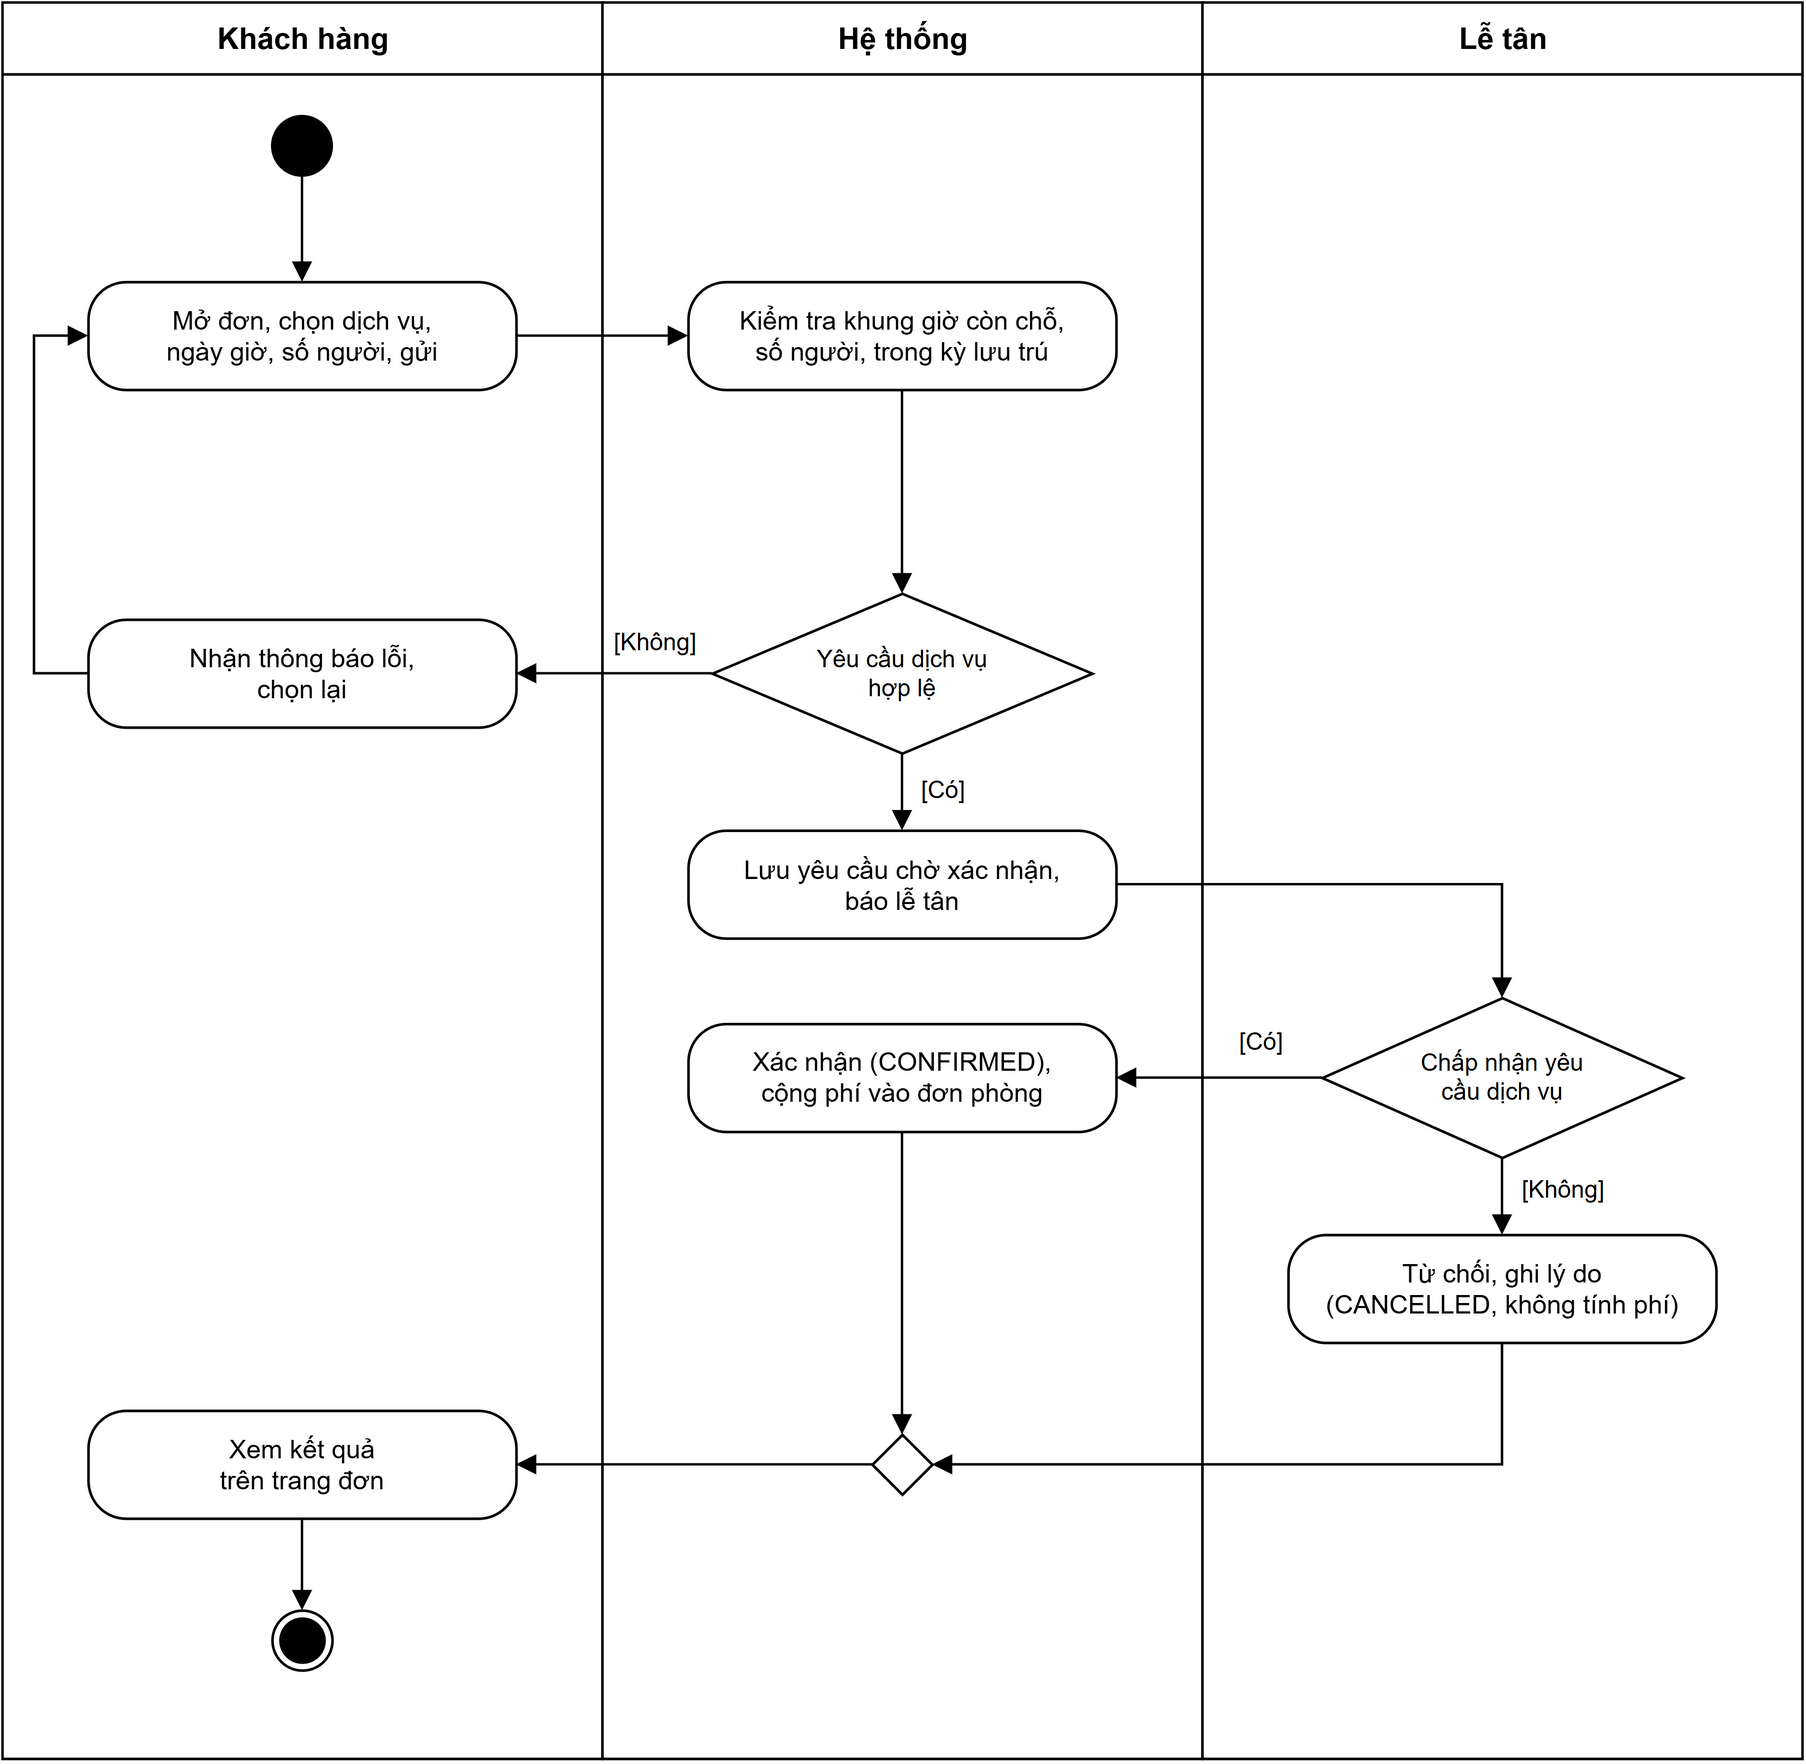 Khách hàng
Hệ thống
Lễ tân
Mở đơn, chọn dịch vụ,
ngày giờ, số người, gửi
Kiểm tra khung giờ còn chỗ,
số người, trong kỳ lưu trú
Nhận thông báo lỗi,
chọn lại
[Không]
Yêu cầu dịch vụ
hợp lệ
[Có]
Lưu yêu cầu chờ xác nhận,
báo lễ tân
Xác nhận (CONFIRMED),
cộng phí vào đơn phòng
[Có]
Chấp nhận yêu
cầu dịch vụ
[Không]
Từ chối, ghi lý do
(CANCELLED, không tính phí)
Xem kết quả
trên trang đơn